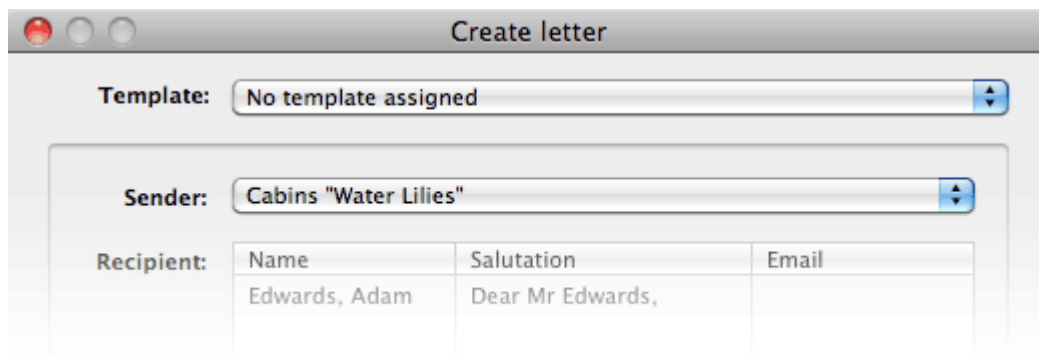 Create letter
Template: No template assigned
Sender: Cabins "Water Lilies"
Recipient: Name Salutation Email
Edwards, Adam Dear Mr Edwards,